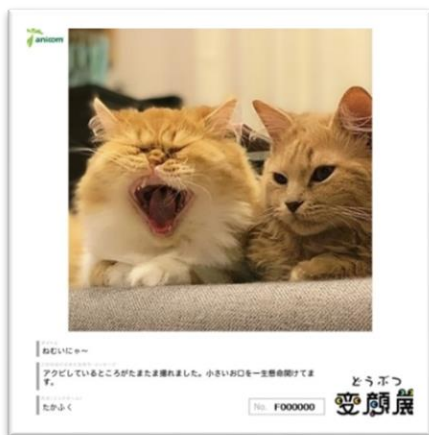 anicom
ねむいにゃ〜
アクビしているところがたまたま撮れました。小さいお口を一生懸命開けてま
す。
たかふく
No. F000000
どうぶつ
変顔展